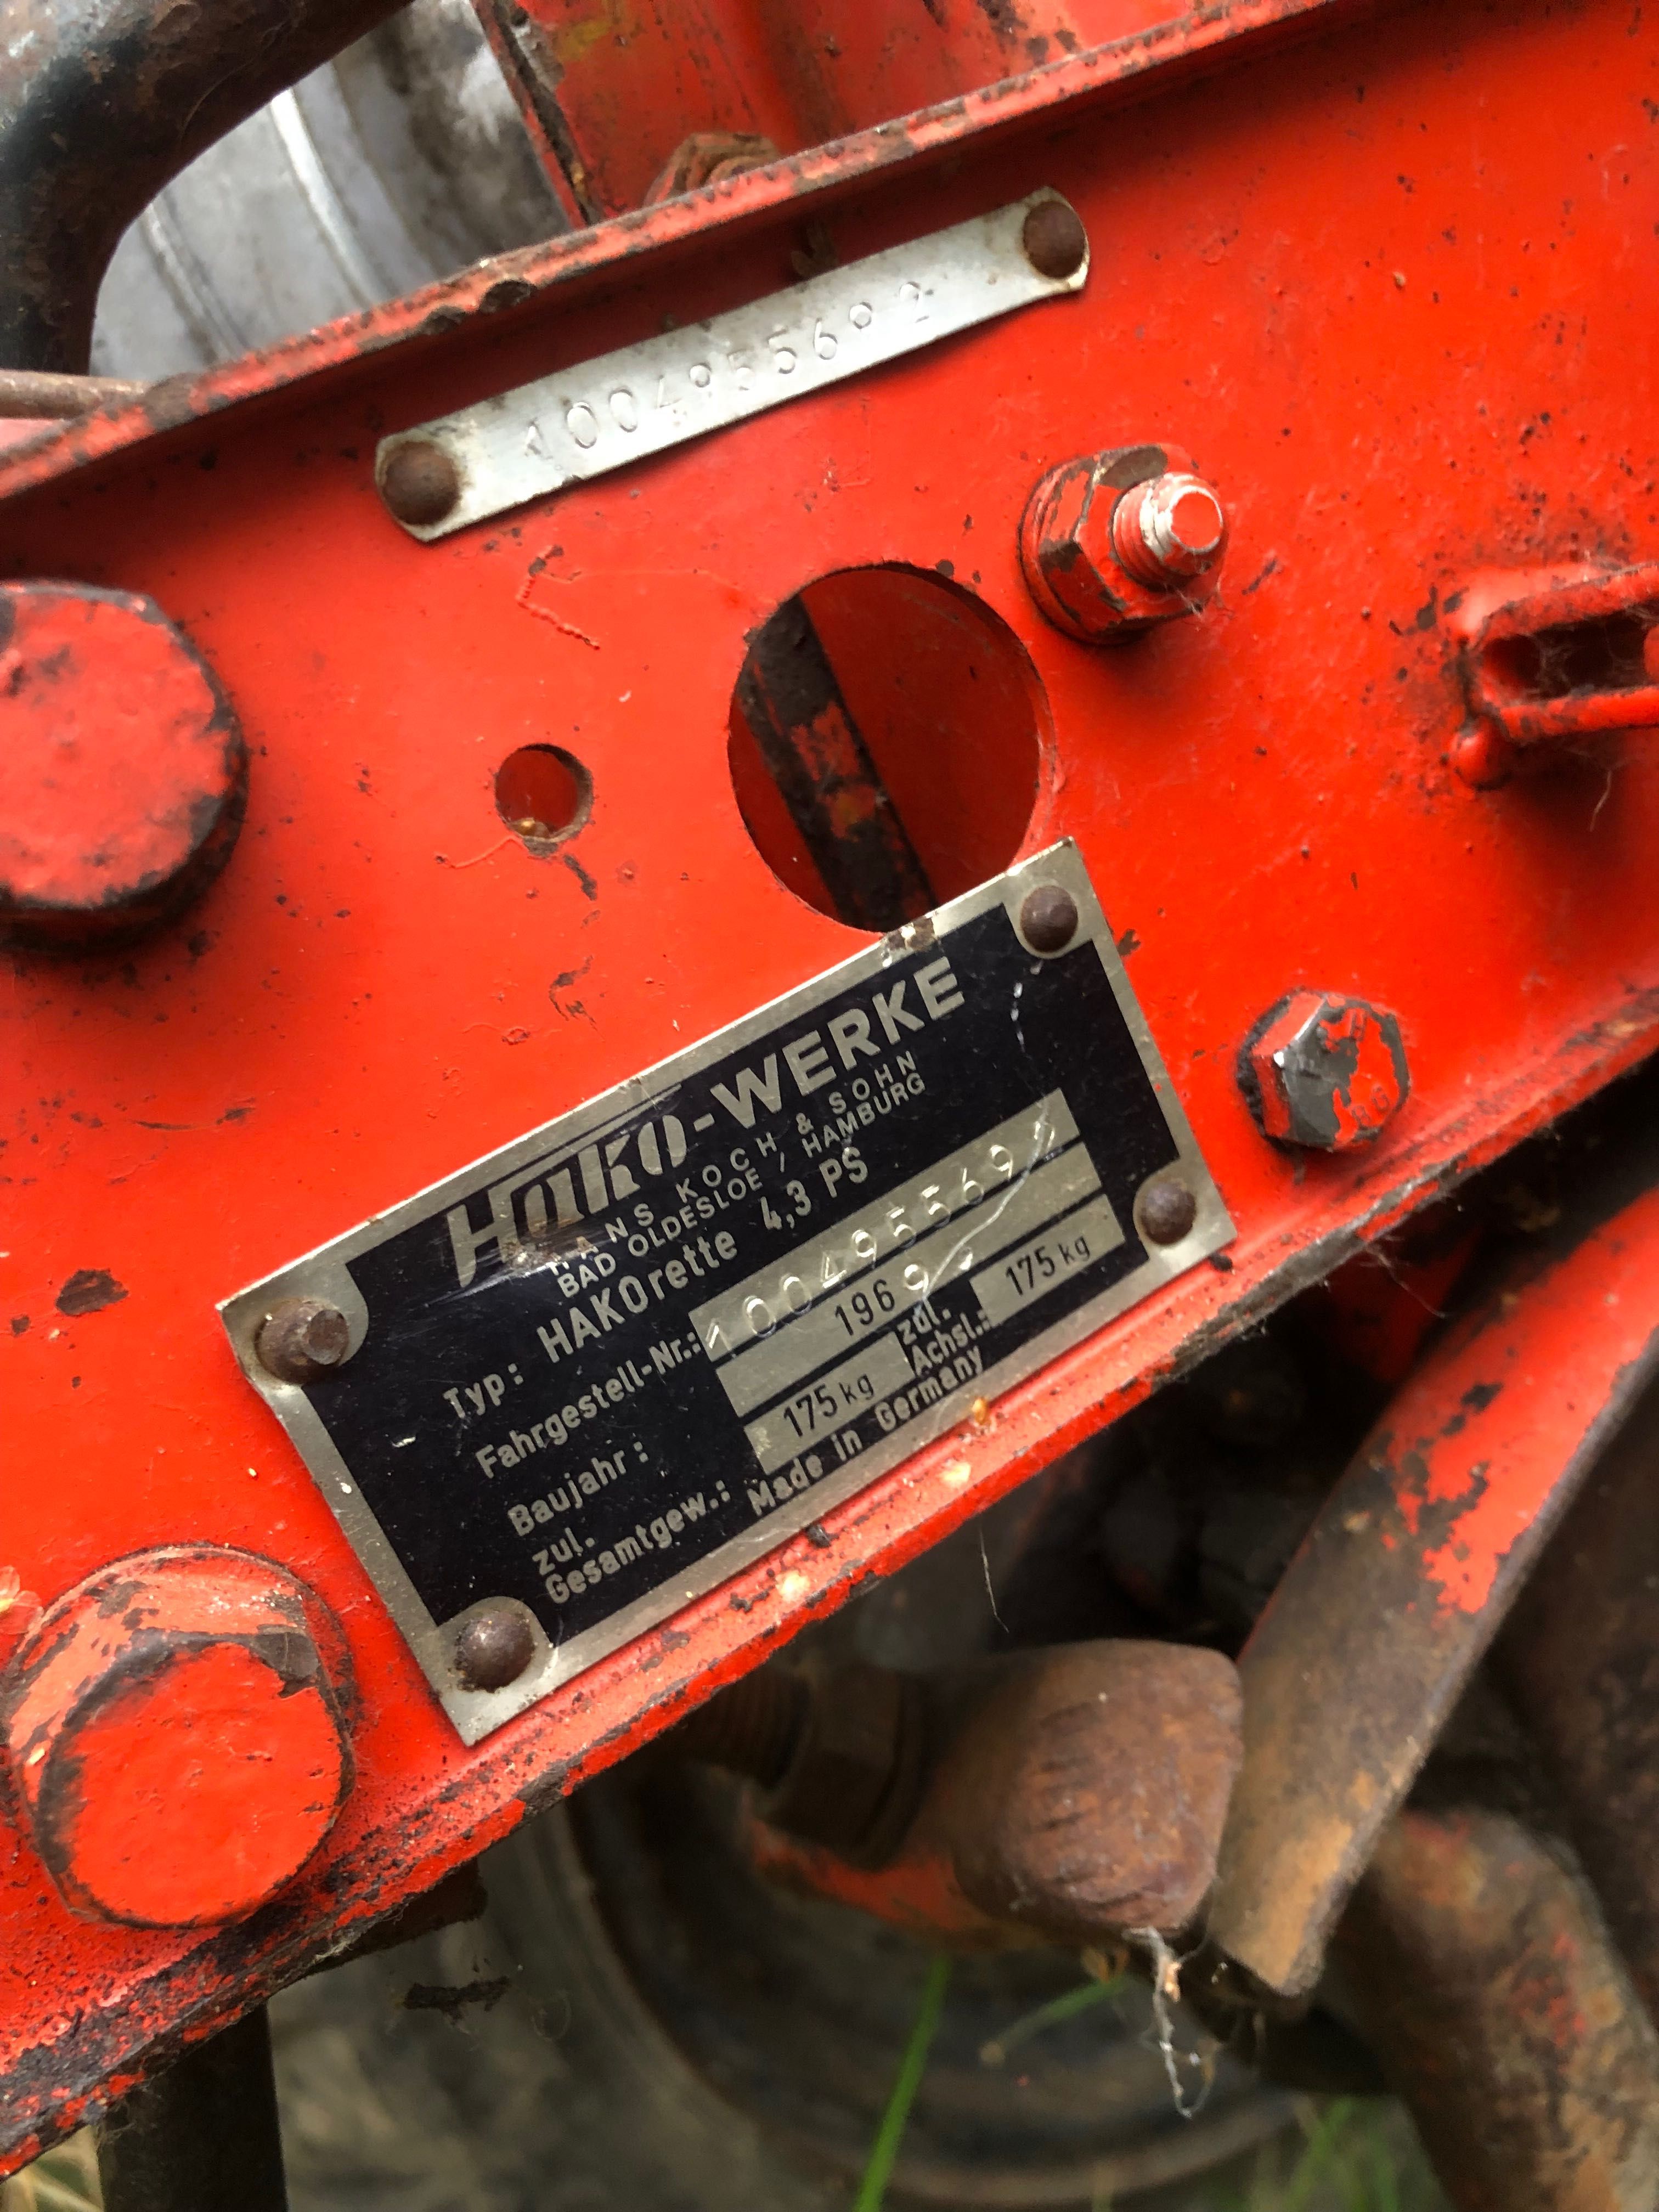 1004955692
Hako-WERKE
HANS KOCH & SOHN
BAD OLDESLOE / HAMBURG
Typ: HAKOrette 4,3 PS
Fahrgestell-Nr.: 1004955692
Baujahr: 1969
zul. Gesamtgew.: 175 kg zul. Achsl.: 175 kg
Made in Germany